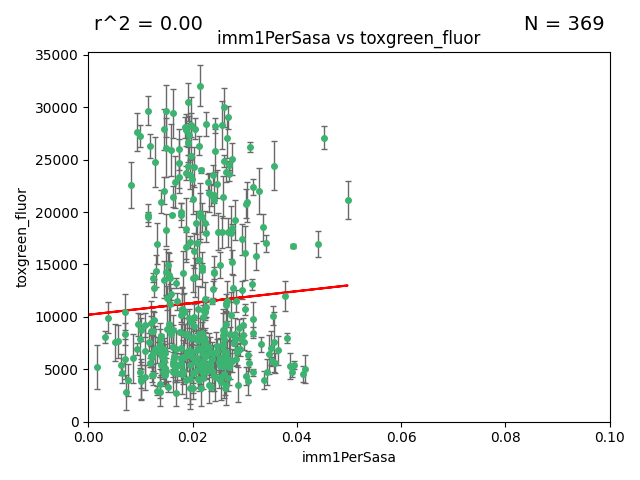 r^2 = 0.00
N = 369
imm1PerSasa vs toxgreen_fluor
35000
30000
25000
20000
15000
10000
5000
0
toxgreen_fluor
0.00
0.02
0.04
0.06
0.08
0.10
imm1PerSasa